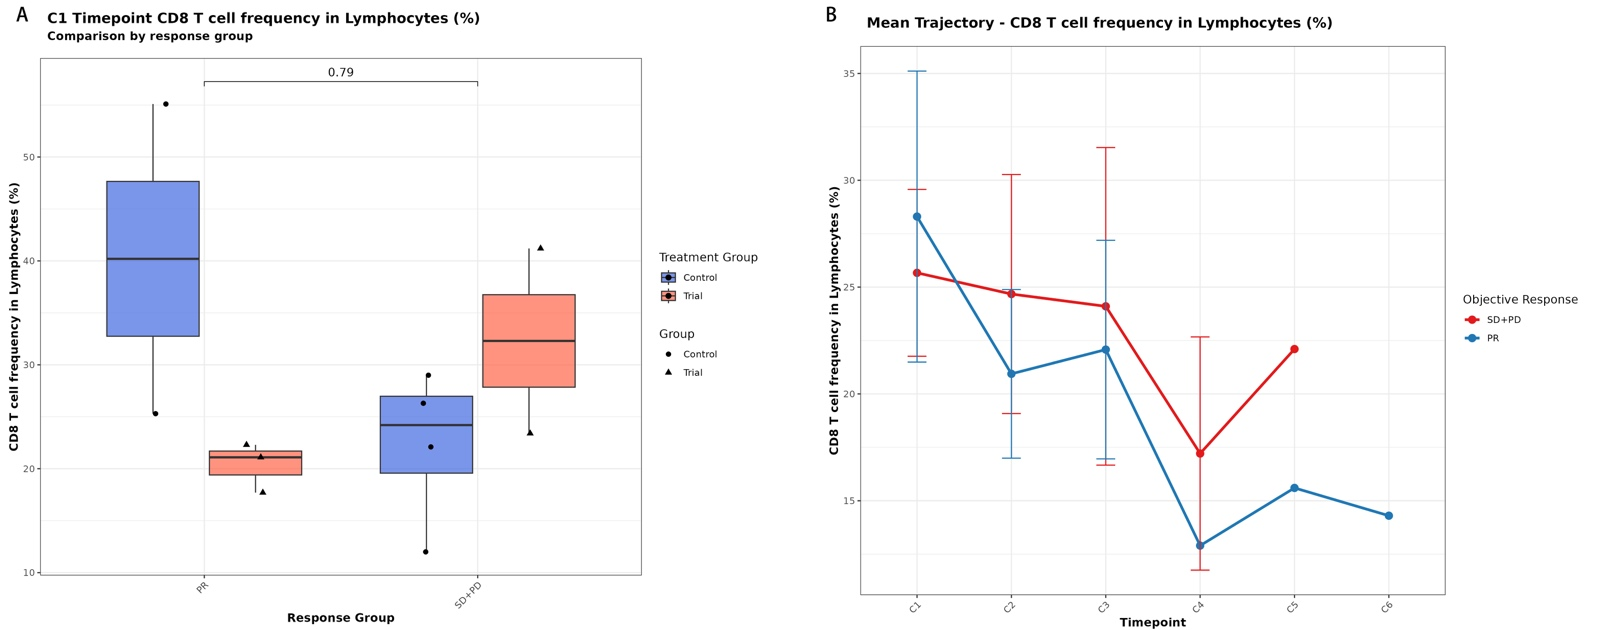 A
C1 Timepoint CD8 T cell frequency in Lymphocytes (%)
Comparison by response group
0.79
50
40
30
20
10
CD8 T cell frequency in Lymphocytes (%)
PR
SD+PD
Response Group
Treatment Group
Control
Trial
Group
Control
Trial
B
Mean Trajectory - CD8 T cell frequency in Lymphocytes (%)
35
30
25
20
15
CD8 T cell frequency in Lymphocytes (%)
C1
C2
C3
C4
C5
C6
Timepoint
Objective Response
SD+PD
PR